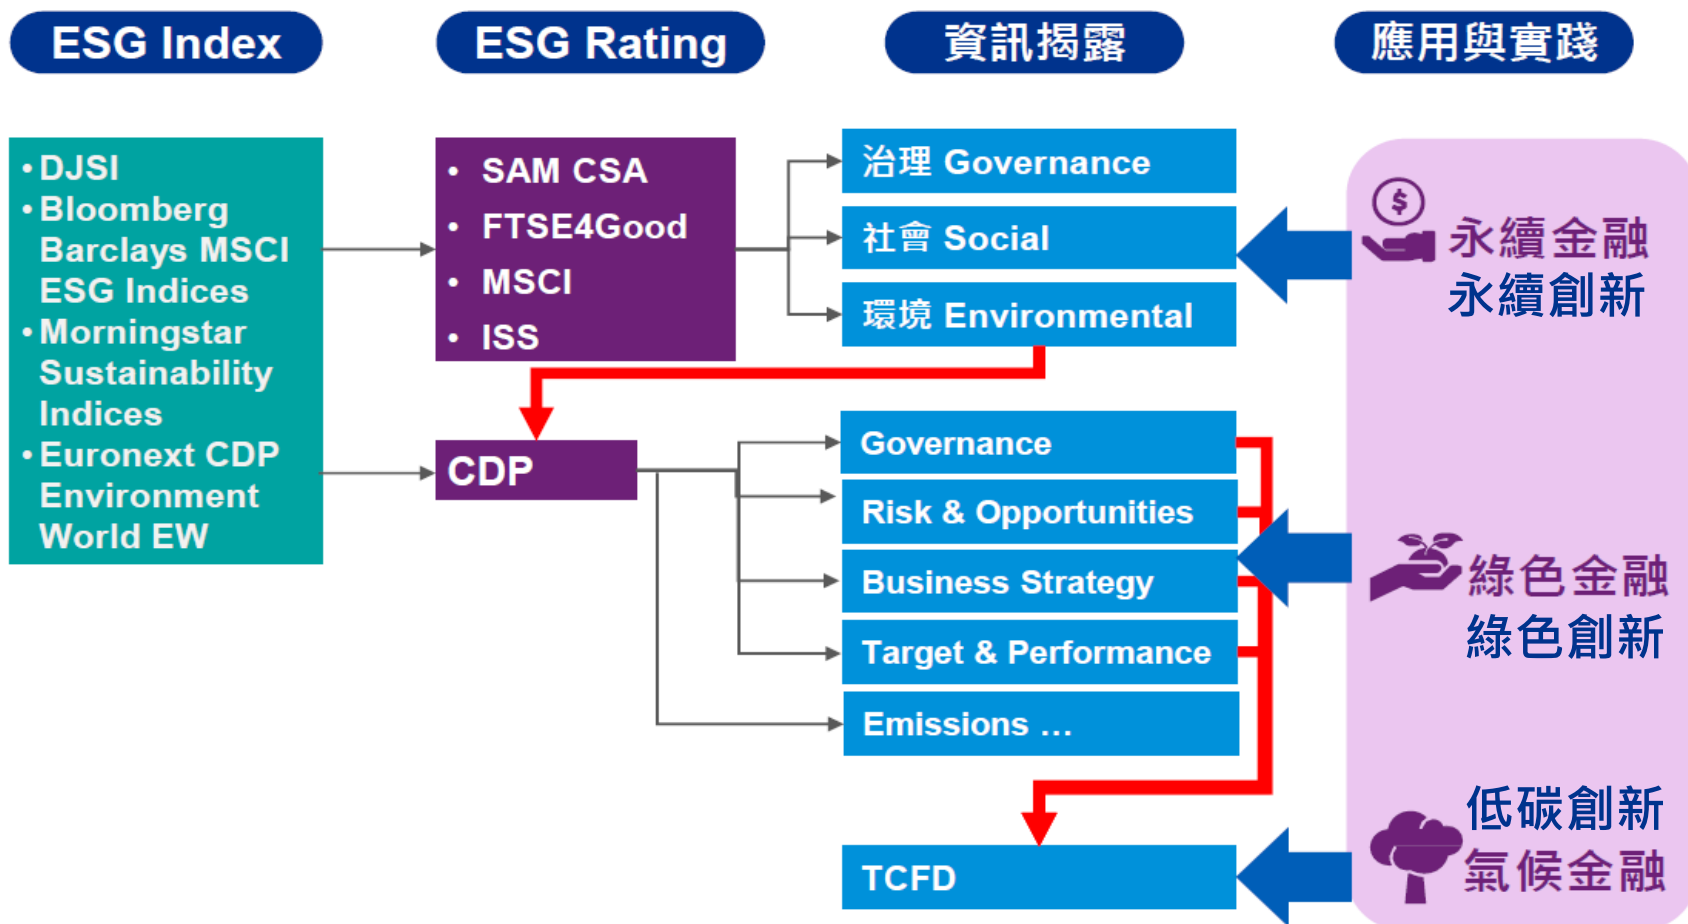 ESG Index
ESG Rating
資訊揭露
應用與實踐
• DJSI
• Bloomberg
Barclays MSCI
ESG Indices
• Morningstar
Sustainability
Indices
• Euronext CDP
Environment
World EW
• SAM CSA
• FTSE4Good
• MSCI
• ISS
CDP
治理 Governance
社會 Social
環境 Environmental
Governance
Risk & Opportunities
Business Strategy
Target & Performance
Emissions ...
TCFD
$
永續金融
永續創新
綠色金融
綠色創新
低碳創新
氣候金融